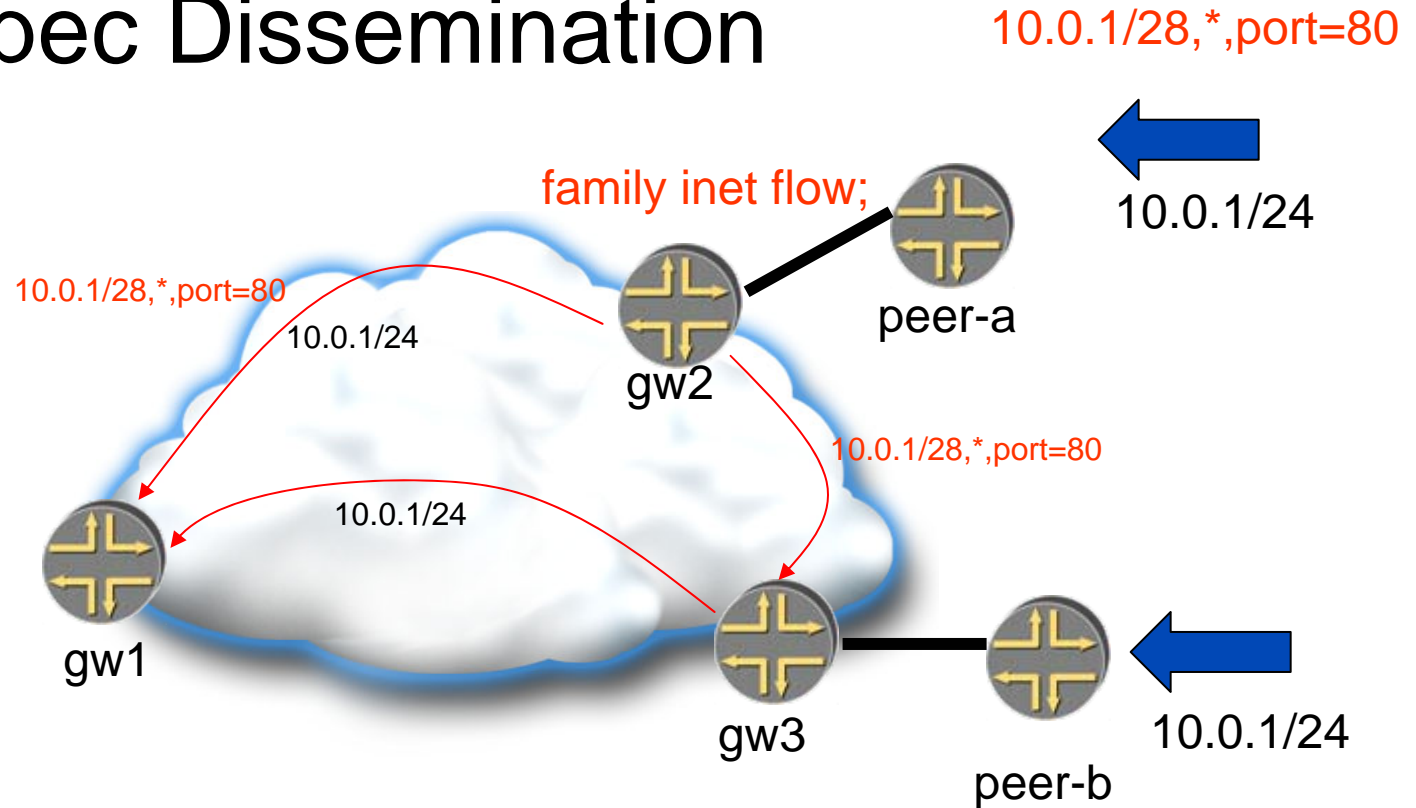 Dissemination
10.0.1/28,*,port=80
10.0.1/24
family inet flow;
peer-a
10.0.1/28,*,port=80
10.0.1/24
gw2
10.0.1/28,*,port=80
10.0.1/24
gw1
gw3
10.0.1/24
peer-b